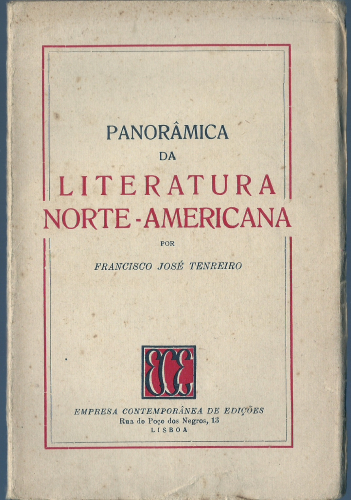 PANORÂMICA
DA
LITERATURA
NORTE-AMERICANA
POR
FRANCISCO JOSÉ TENREIRO
ECE
EMPRESA CONTEMPORÂNEA DE EDIÇÕES
Rua do Poço dos Negros, 13
LISBOA